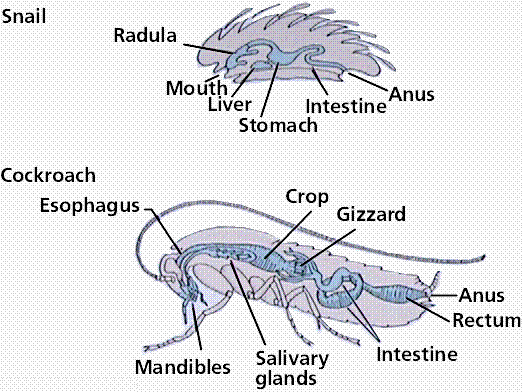 Snail
Radula
Mouth
Liver
Stomach
Intestine
Anus
Cockroach
Esophagus
Crop
Gizzard
Anus
Rectum
Intestine
Salivary
glands
Mandibles